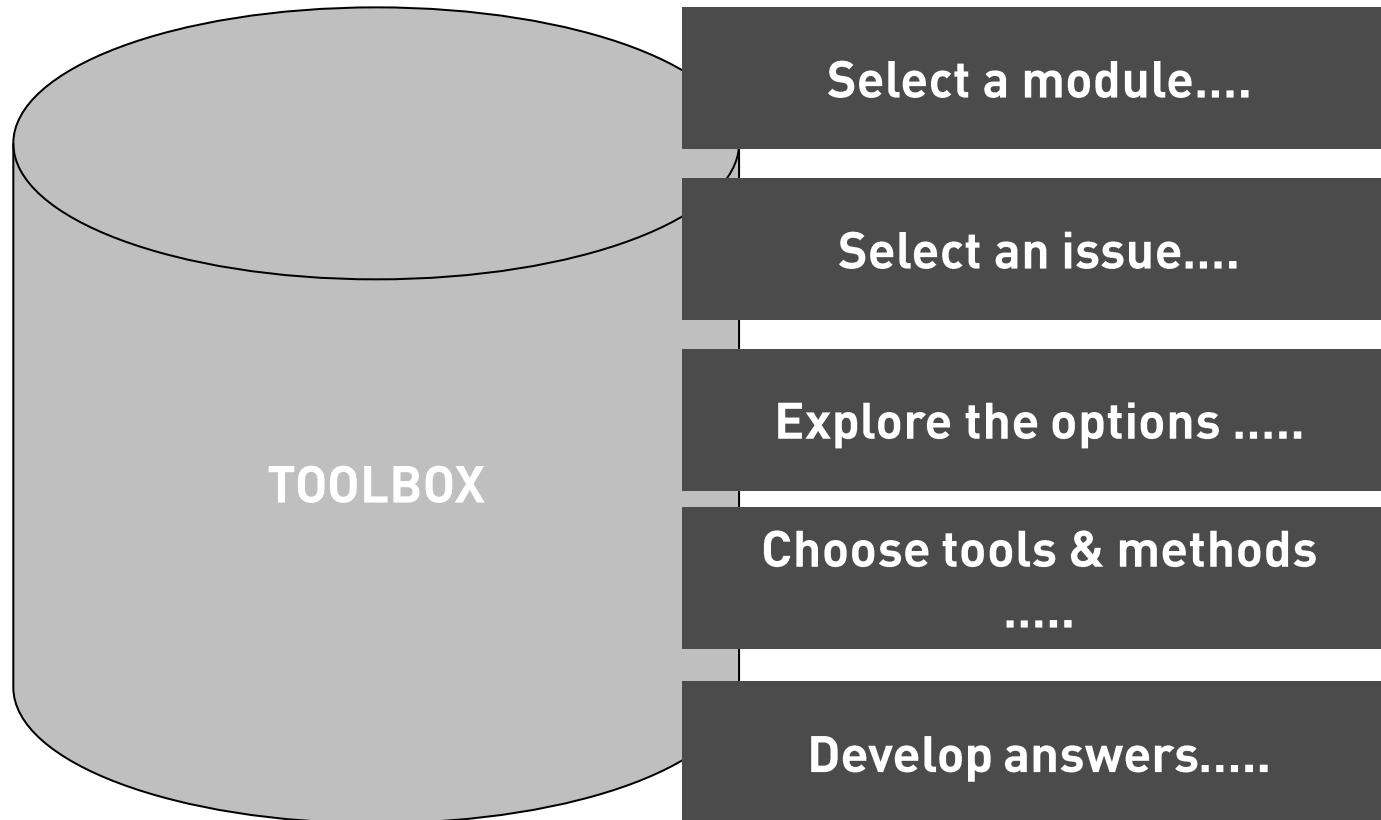 Select a module....
Select an issue....
Explore the options .....
TOOLBOX
Choose tools & methods
.....
Develop answers.....